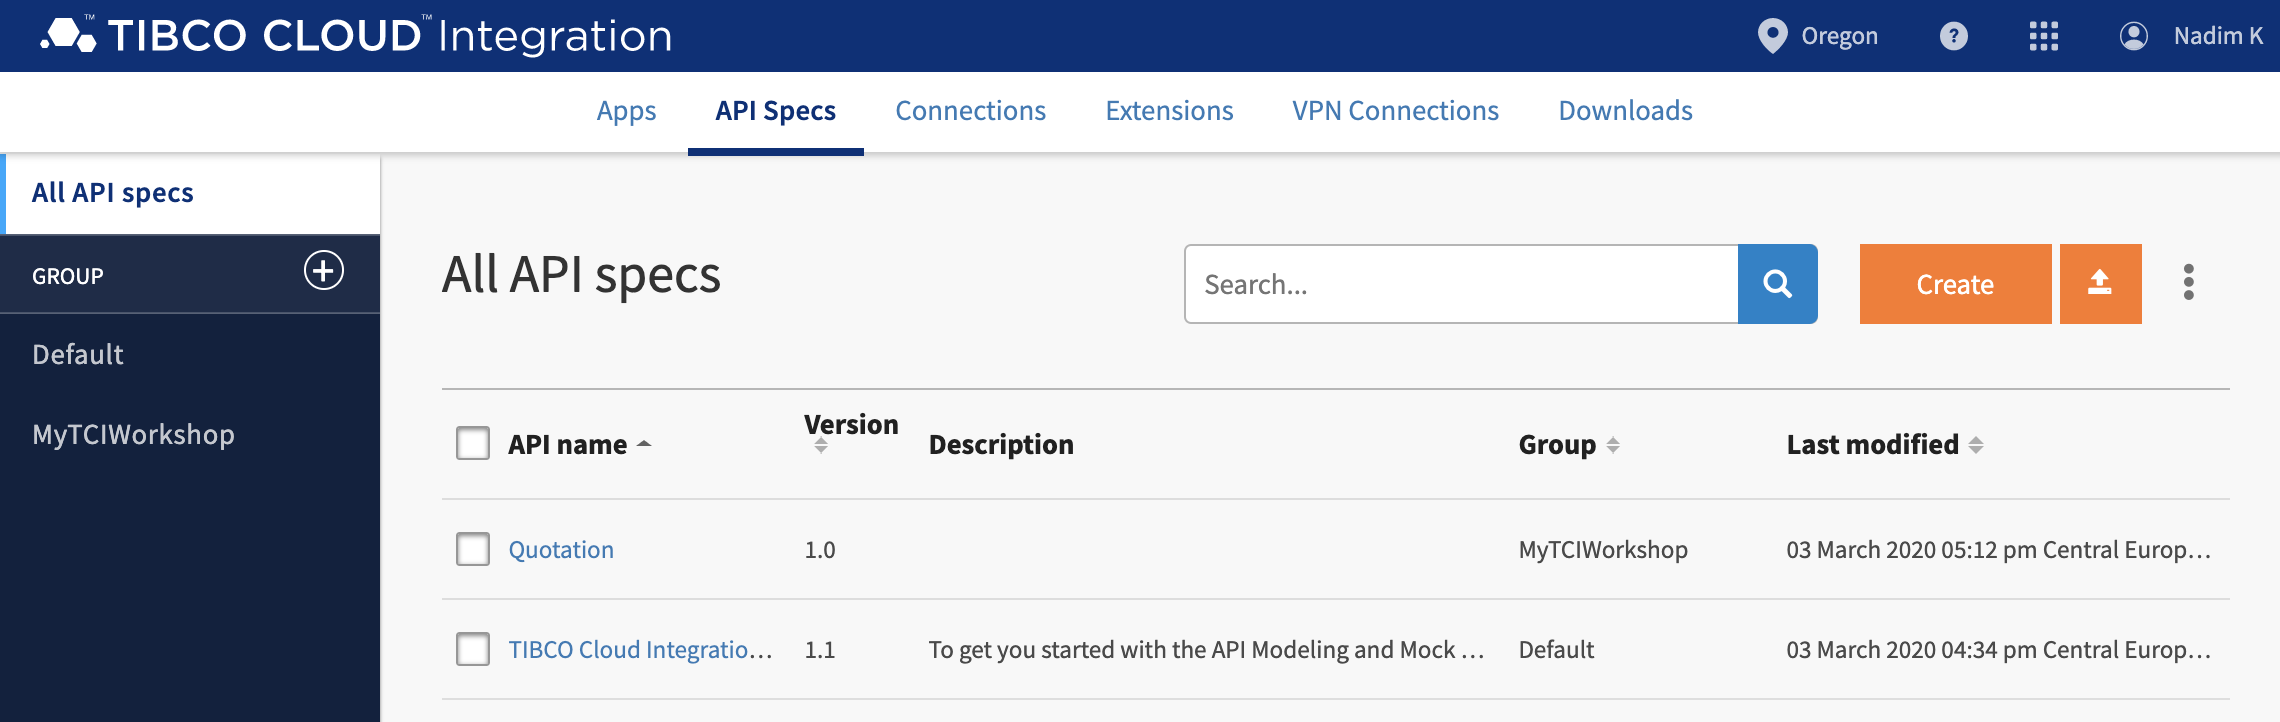 TIBCO CLOUD™ Integration
Oregon
?
Nadim K
Apps
API Specs
Connections
Extensions
VPN Connections
Downloads
All API specs
GROUP
Default
MyTCIWorkshop
All API specs
Search...
Create
API name
Version
Description
Group
Last modified
Quotation
1.0
MyTCIWorkshop
03 March 2020 05:12 pm Central Europ...
TIBCO Cloud Integratio...
1.1
To get you started with the API Modeling and Mock ...
Default
03 March 2020 04:34 pm Central Europ...